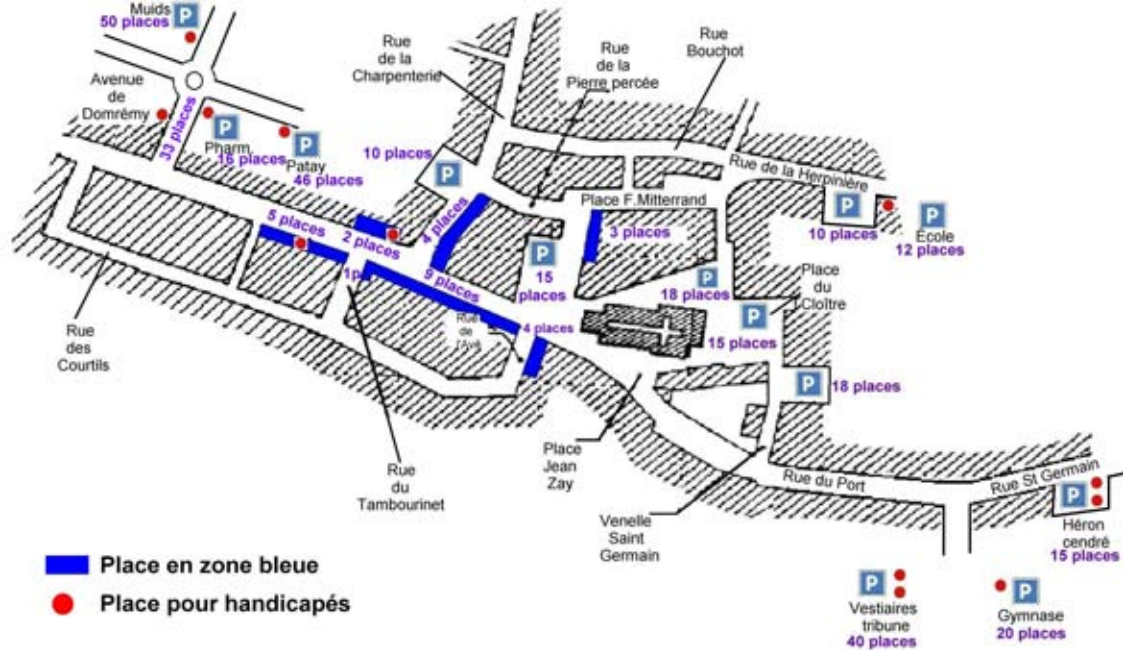 Muids
P
50 places
Avenue
de
Domrémy
33 places
P
Pharm.
16 places
P
Patay
46 places
Rue
de la
Charpenterie
Rue
de la
Pierre percée
Rue
Bouchot
10 places
P
Rue de la Herpinière
Place F.Mitterrand
P
10 places
P
École
12 places
5 places
2 places
4 places
3 places
1p
9 places
P
15
places
P
18 places
Place
du
Cloître
P
15 places
Rue
de
l'Avé
4 places
P
18 places
Rue
des
Courtils
Rue
du
Tambourinet
Place
Jean
Zay
Venelle
Saint
Germain
Rue du Port
Rue St Germain
P
Héron
cendré
15 places
Place en zone bleue
Place pour handicapés
P
Vestiaires
tribune
40 places
P
Gymnase
20 places